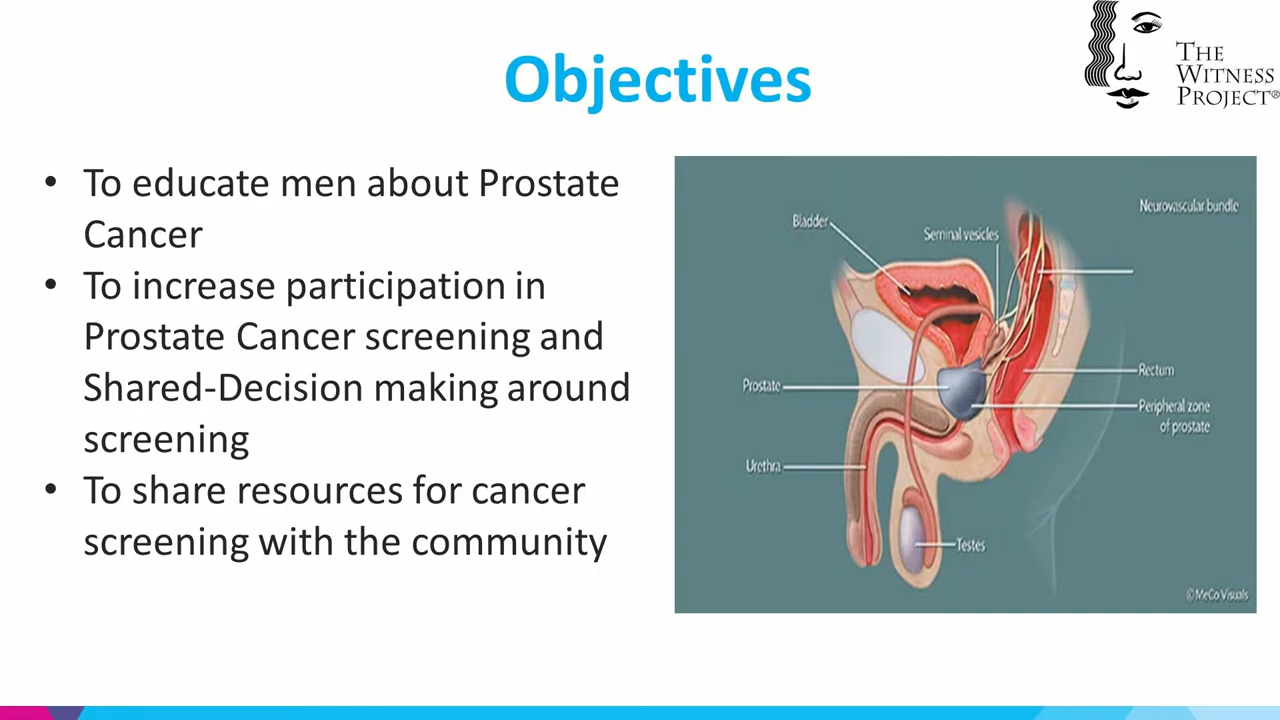 Objectives
THE
WITNESS
PROJECT®
• To educate men about Prostate
Cancer
• To increase participation in
Prostate Cancer screening and
Shared-Decision making around
screening
• To share resources for cancer
screening with the community
Neurovascular bundle
Bladder
Seminal vesicles
Prostate
Rectum
Peripheral zone
of prostate
Urethra
Testes
©MeCo Visuals